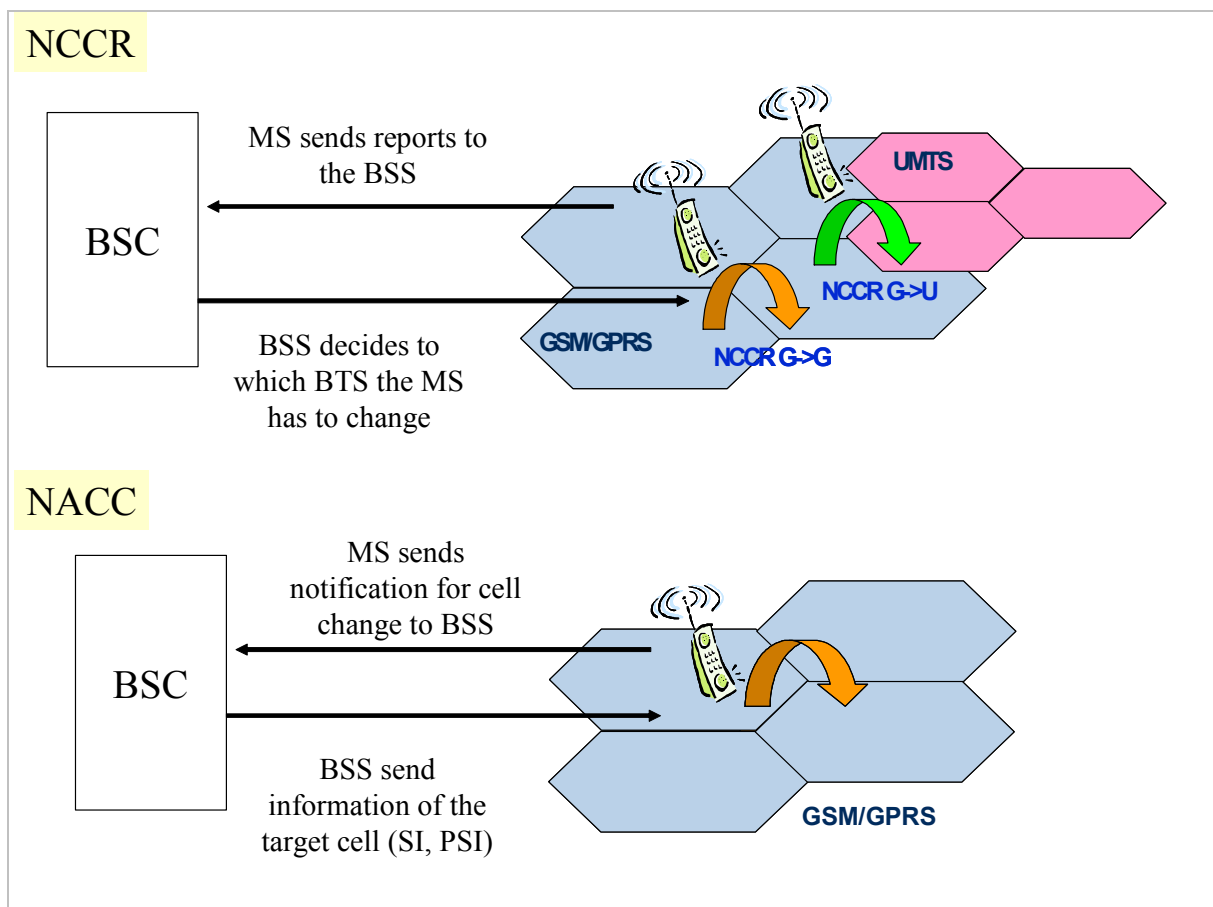 NCCR
MS sends reports to
the BSS
BSC
BSS decides to
which BTS the MS
has to change
UMTS
NCCR G->U
GSM/GPRS
NCCR G->G
NACC
MS sends
notification for cell
change to BSS
BSC
BSS send
information of the
target cell (SI, PSI)
GSM/GPRS